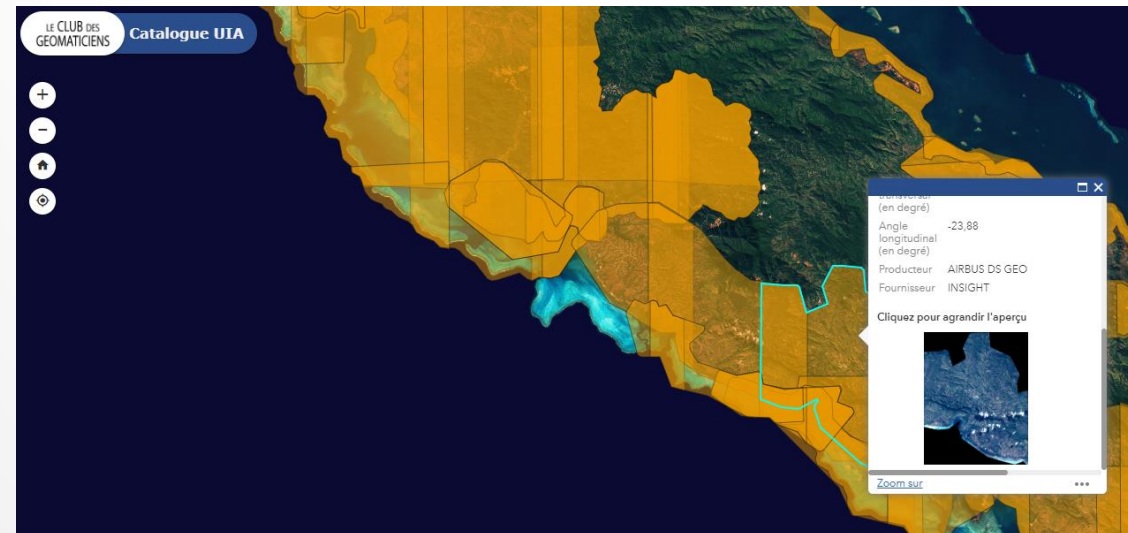 LE CLUB DES
GEOMATICIENS
Catalogue UIA
(en degré)
Angle longitudinal (en degré) -23,88
Producteur AIRBUS DS GEO
Fournisseur INSIGHT
Cliquez pour agrandir l'aperçu
Zoom sur